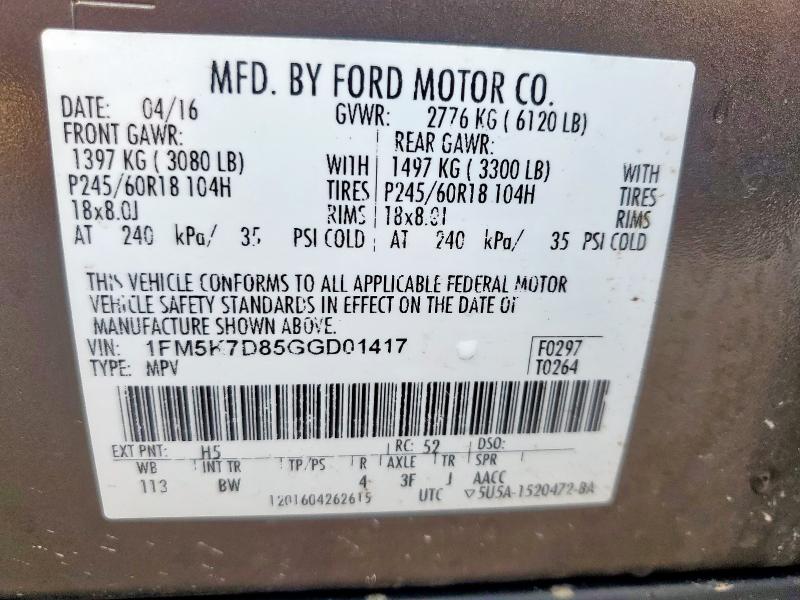 MFD. BY FORD MOTOR CO.
DATE: 04/16 GVWR: 2776 KG ( 6120 LB)
FRONT GAWR: REAR GAWR:
1397 KG ( 3080 LB) WITH 1497 KG ( 3300 LB) WITH
P245/60R18 104H TIRES P245/60R18 104H TIRES
18x8.0J RIMS 18x8.0J RIMS
AT 240 kPa/ 35 PSI COLD AT 240 kPa/ 35 PSI COLD
THIS VEHICLE CONFORMS TO ALL APPLICABLE FEDERAL MOTOR
VEHICLE SAFETY STANDARDS IN EFFECT ON THE DATE OF
MANUFACTURE SHOWN ABOVE.
VIN: 1FM5K7D85GGD01417 F0297
TYPE: MPV T0264
EXT PNT: H5 RC: 52 DSO:
WB INT TR TP/PS R AXLE TR SPR
113 BW 4 3F J AACC
1201604262615 UTC ▽5U5A-1520472-BA